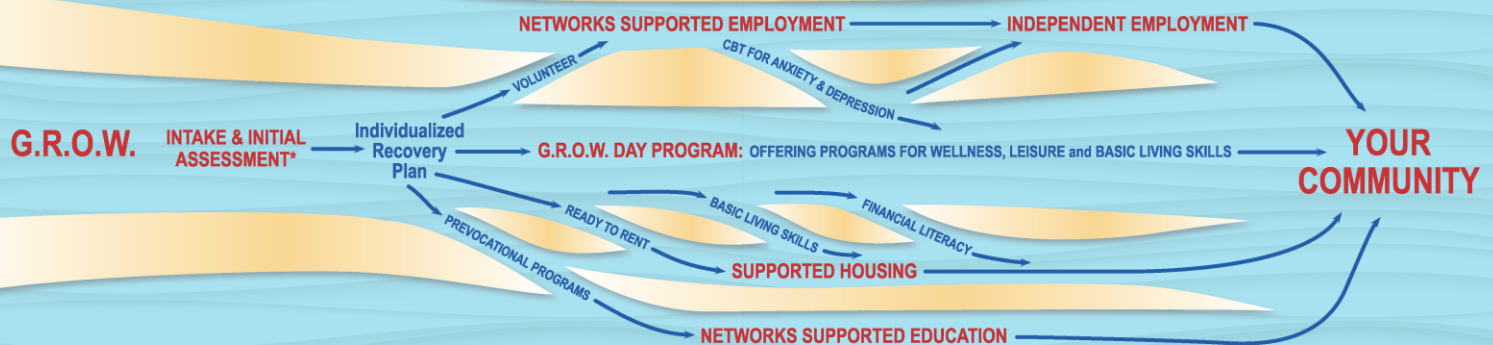 NETWORKS SUPPORTED EMPLOYMENT
INDEPENDENT EMPLOYMENT
VOLUNTEER
CBT FOR ANXIETY & DEPRESSION
G.R.O.W.
INTAKE & INITIAL
ASSESSMENT*
Individualized
Recovery
Plan
G.R.O.W. DAY PROGRAM: OFFERING PROGRAMS FOR WELLNESS, LEISURE and BASIC LIVING SKILLS
YOUR
COMMUNITY
PREVOCATIONAL PROGRAMS
READY TO RENT
BASIC LIVING SKILLS
FINANCIAL LITERACY
SUPPORTED HOUSING
NETWORKS SUPPORTED EDUCATION